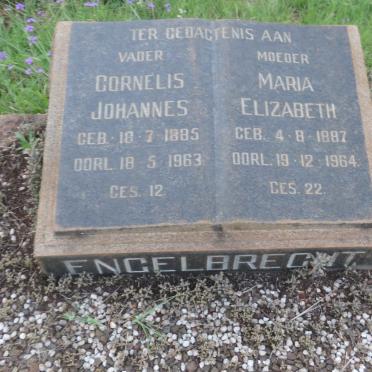 TER GEDACTENIS AAN
VADER
CORNELIS
JOHANNES
GEB. 18·7·1885
OORL. 18·5·1963
GES. 12.
MOEDER
MARIA
ELIZABETH
GEB. 4·8·1887
OORL. 19·12·1964.
GES. 22.
ENGELBRECHT